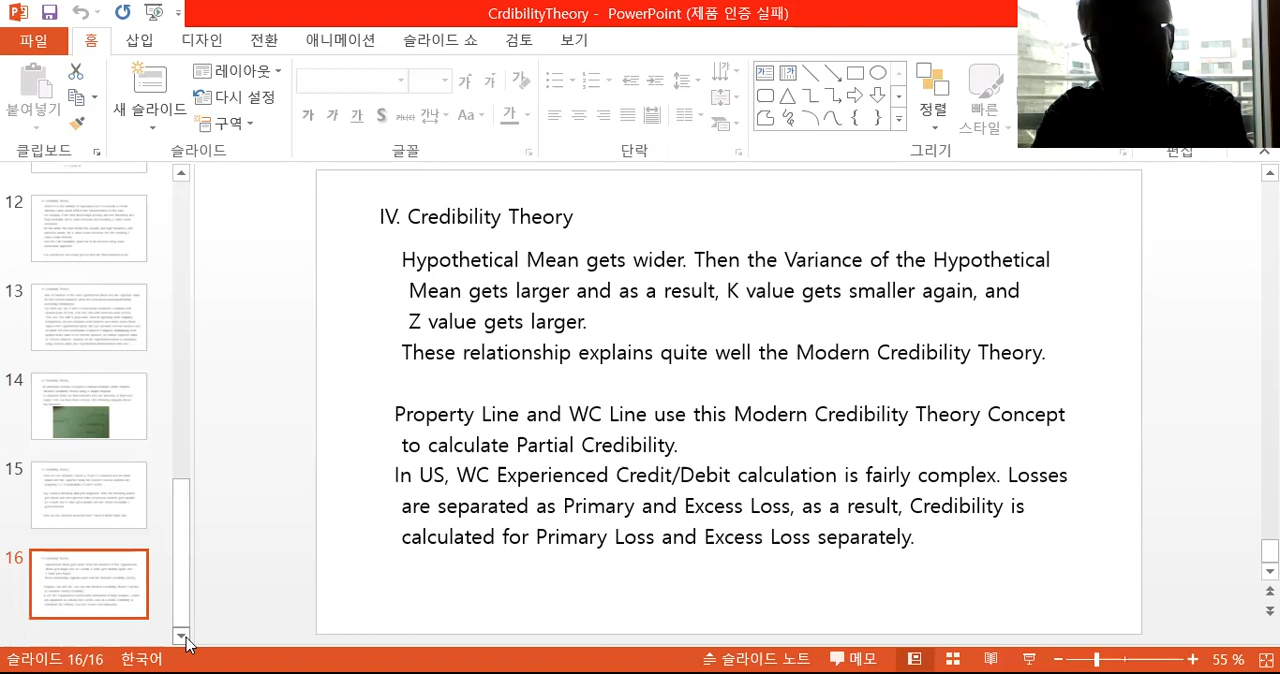 CrdibilityTheory - PowerPoint (제품 인증 실패)
파일 홈 삽입 디자인 전환 애니메이션 슬라이드 쇼 검토 보기
붙여넣기
새 슬라이드
레이아웃
다시 설정
구역
정렬
빠른
스타일
클립보드 슬라이드 글꼴 단락 그리기 편집
12
13
14
15
16
IV. Credibility Theory
Hypothetical Mean gets wider. Then the Variance of the Hypothetical
Mean gets larger and as a result, K value gets smaller again, and
Z value gets larger.
These relationship explains quite well the Modern Credibility Theory.
Property Line and WC Line use this Modern Credibility Theory Concept
to calculate Partial Credibility.
In US, WC Experienced Credit/Debit canulation is fairly complex. Losses
are separated as Primary and Excess Loss, as a result, Credibility is
calculated for Primary Loss and Excess Loss separately.
슬라이드 16/16 한국어 슬라이드 노트 메모 55 %